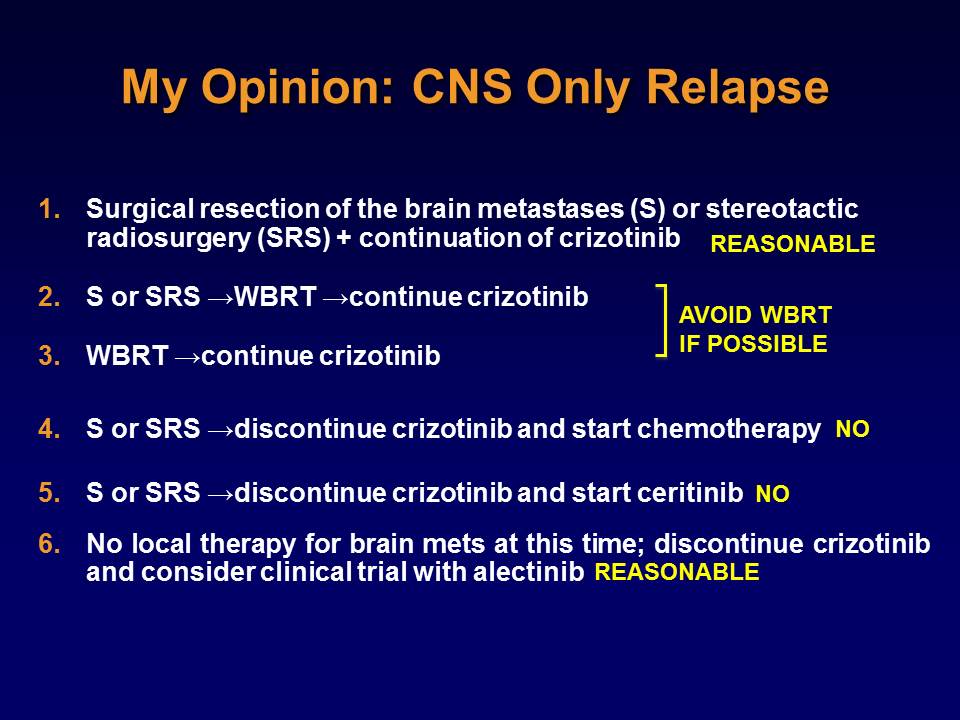 My Opinion: CNS Only Relapse
1. Surgical resection of the brain metastases (S) or stereotactic
radiosurgery (SRS) + continuation of crizotinib REASONABLE
2. S or SRS →WBRT →continue crizotinib
AVOID WBRT
IF POSSIBLE
3. WBRT →continue crizotinib
4. S or SRS →discontinue crizotinib and start chemotherapy NO
5. S or SRS →discontinue crizotinib and start ceritinib NO
6. No local therapy for brain mets at this time; discontinue crizotinib
and consider clinical trial with alectinib REASONABLE